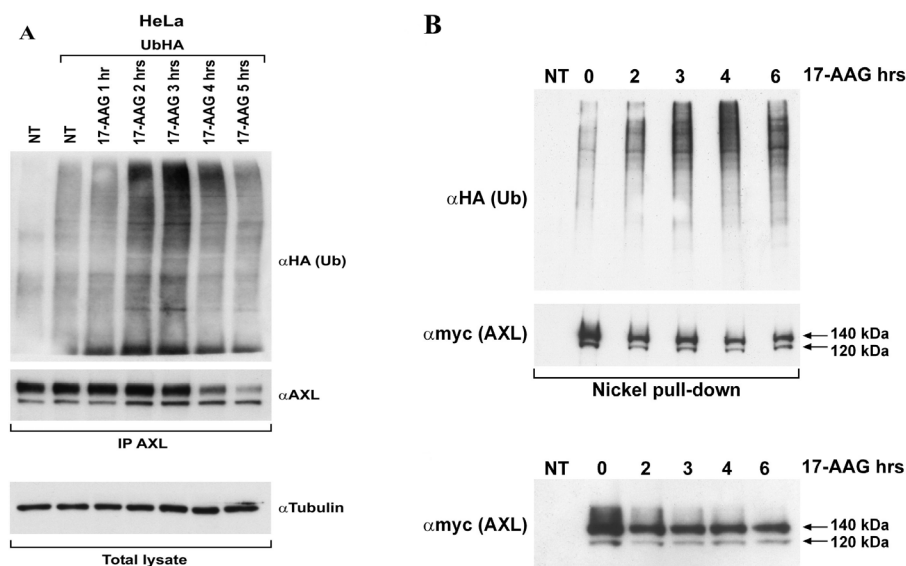 A
HeLa
UbHA
NT
NT
17-AAG 1 hr
17-AAG 2 hrs
17-AAG 3 hrs
17-AAG 4 hrs
17-AAG 5 hrs
αHA (Ub)
αAXL
IP AXL
αTubulin
Total lysate
B
NT 0 2 3 4 6 17-AAG hrs
αHA (Ub)
αmyc (AXL)
140 kDa
120 kDa
Nickel pull-down
NT 0 2 3 4 6 17-AAG hrs
αmyc (AXL)
140 kDa
120 kDa